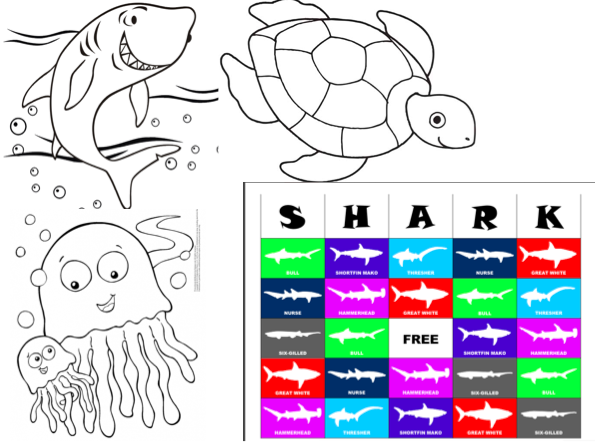 S H A R K
BULL SHORTFIN MAKO THRESHER NURSE GREAT WHITE
NURSE HAMMERHEAD GREAT WHITE BULL THRESHER
SIX-GILLED BULL FREE SHORTFIN MAKO HAMMERHEAD
GREAT WHITE NURSE HAMMERHEAD SIX-GILLED BULL
HAMMERHEAD THRESHER SHORTFIN MAKO GREAT WHITE SIX-GILLED